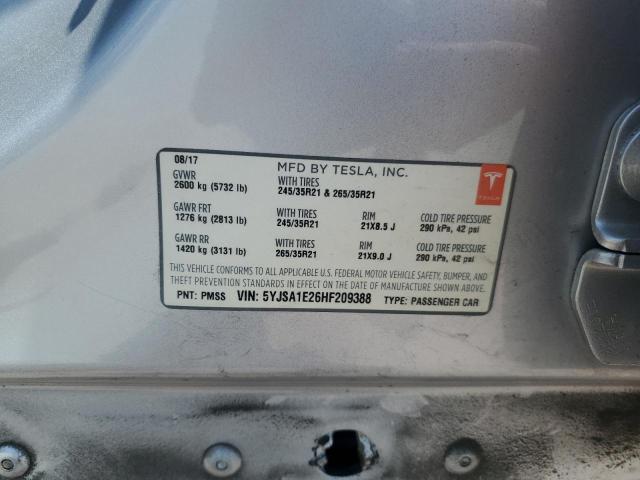 08/17
MFD BY TESLA, INC.
GVWR
2600 kg (5732 lb)
WITH TIRES
245/35R21 & 265/35R21
TESLA
GAWR FRT
1276 kg (2813 lb)
WITH TIRES
245/35R21
RIM
21X8.5 J
COLD TIRE PRESSURE
290 kPa, 42 psi
GAWR RR
1420 kg (3131 lb)
WITH TIRES
265/35R21
RIM
21X9.0 J
COLD TIRE PRESSURE
290 kPa, 42 psi
THIS VEHICLE CONFORMS TO ALL APPLICABLE U.S. FEDERAL MOTOR VEHICLE SAFETY, BUMPER, AND
THEFT PREVENTION STANDARDS IN EFFECT ON THE DATE OF MANUFACTURE SHOWN ABOVE.
PNT: PMSS VIN: 5YJSA1E26HF209388 TYPE: PASSENGER CAR